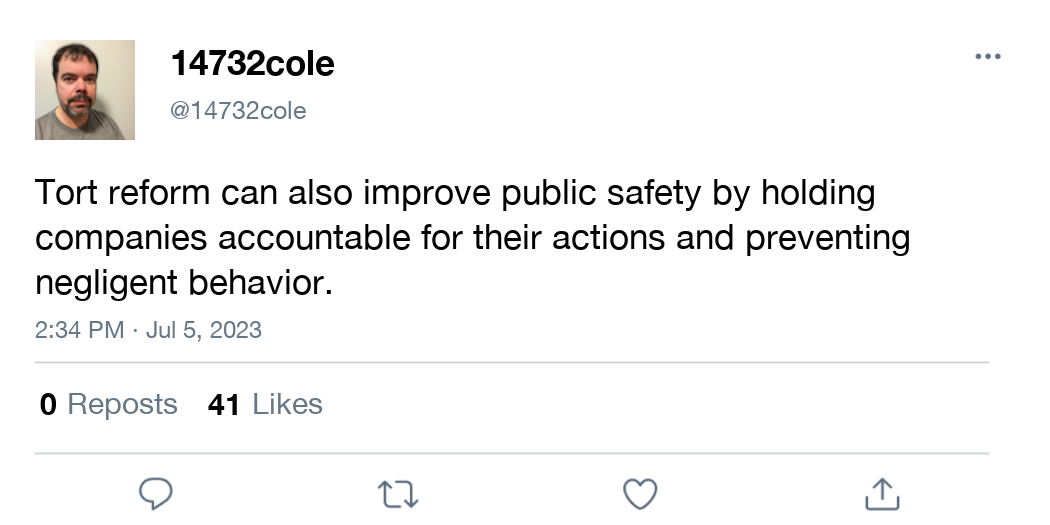 14732cole
@14732cole
Tort reform can also improve public safety by holding
companies accountable for their actions and preventing
negligent behavior.
2:34 PM · Jul 5, 2023
0 Reposts 41 Likes